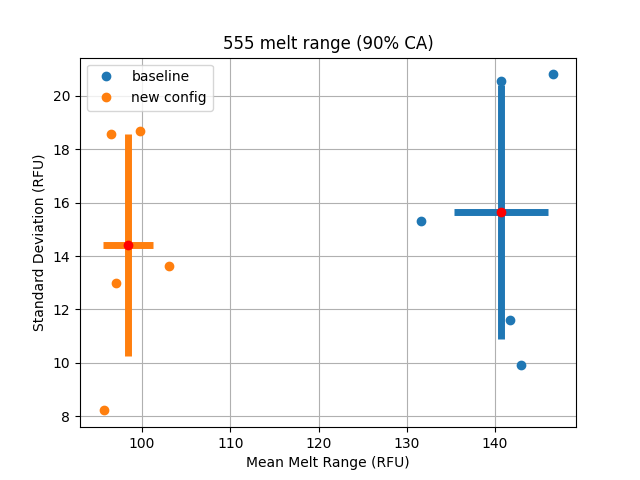 555 melt range (90% CA)
baseline
new config
Standard Deviation (RFU)
20
18
16
14
12
10
8
100 110 120 130 140
Mean Melt Range (RFU)